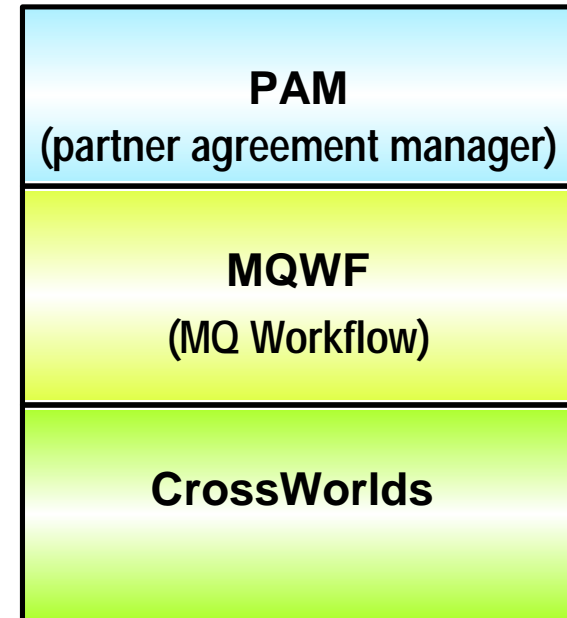 PAM
(partner agreement manager)
MQWF
(MQ Workflow)
CrossWorlds